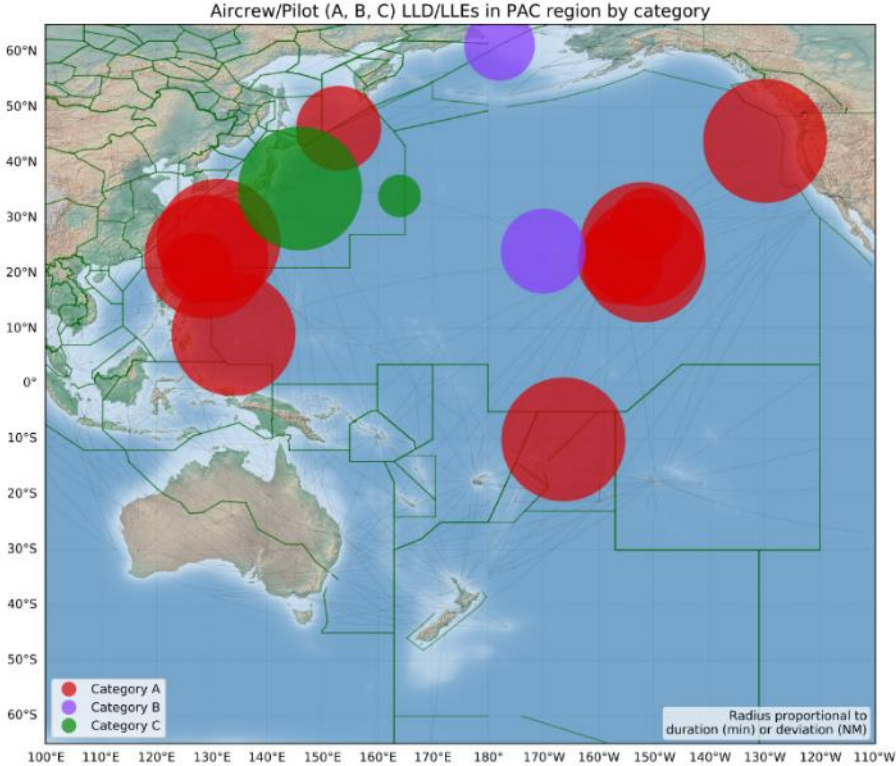 Aircrew/Pilot (A, B, C) LLD/LLEs in PAC region by category
60°N
50°N
40°N
30°N
20°N
10°N
0°
10°S
20°S
30°S
40°S
50°S
60°S
Category A
Category B
Category C
Radius proportional to
duration (min) or deviation (NM)
100°E 110°E 120°E 130°E 140°E 150°E 160°E 170°E 180° 170°W 160°W 150°W 140°W 130°W 120°W 110°W